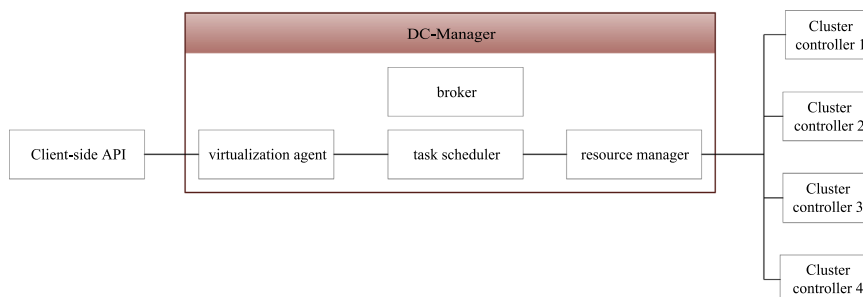 DC-Manager
broker
Client-side API
virtualization agent
task scheduler
resource manager
Cluster
controller 1
Cluster
controller 2
Cluster
controller 3
Cluster
controller 4